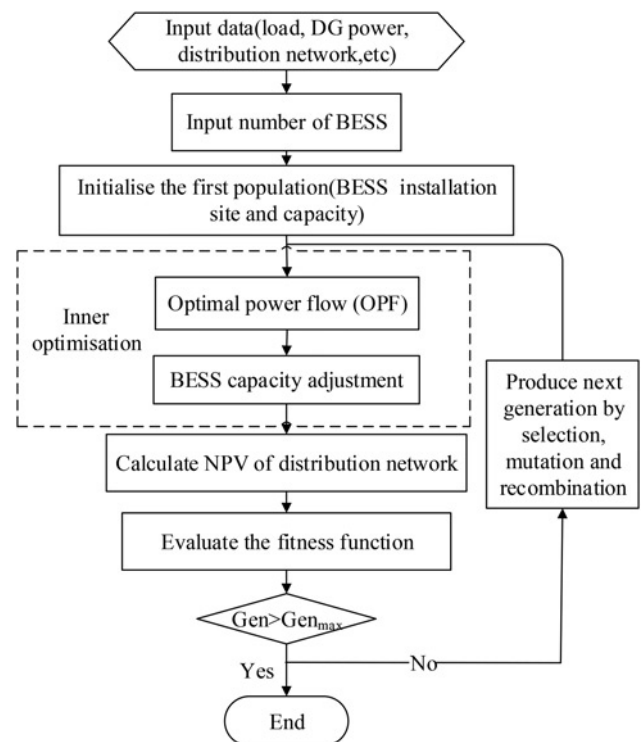 Input data(load, DG power,
distribution network,etc)
Input number of BESS
Initialise the first population(BESS installation
site and capacity)
Inner
optimisation
Optimal power flow (OPF)
BESS capacity adjustment
Produce next
generation by
selection,
mutation and
recombination
Calculate NPV of distribution network
Evaluate the fitness function
Gen>Genmax
Yes
No
End